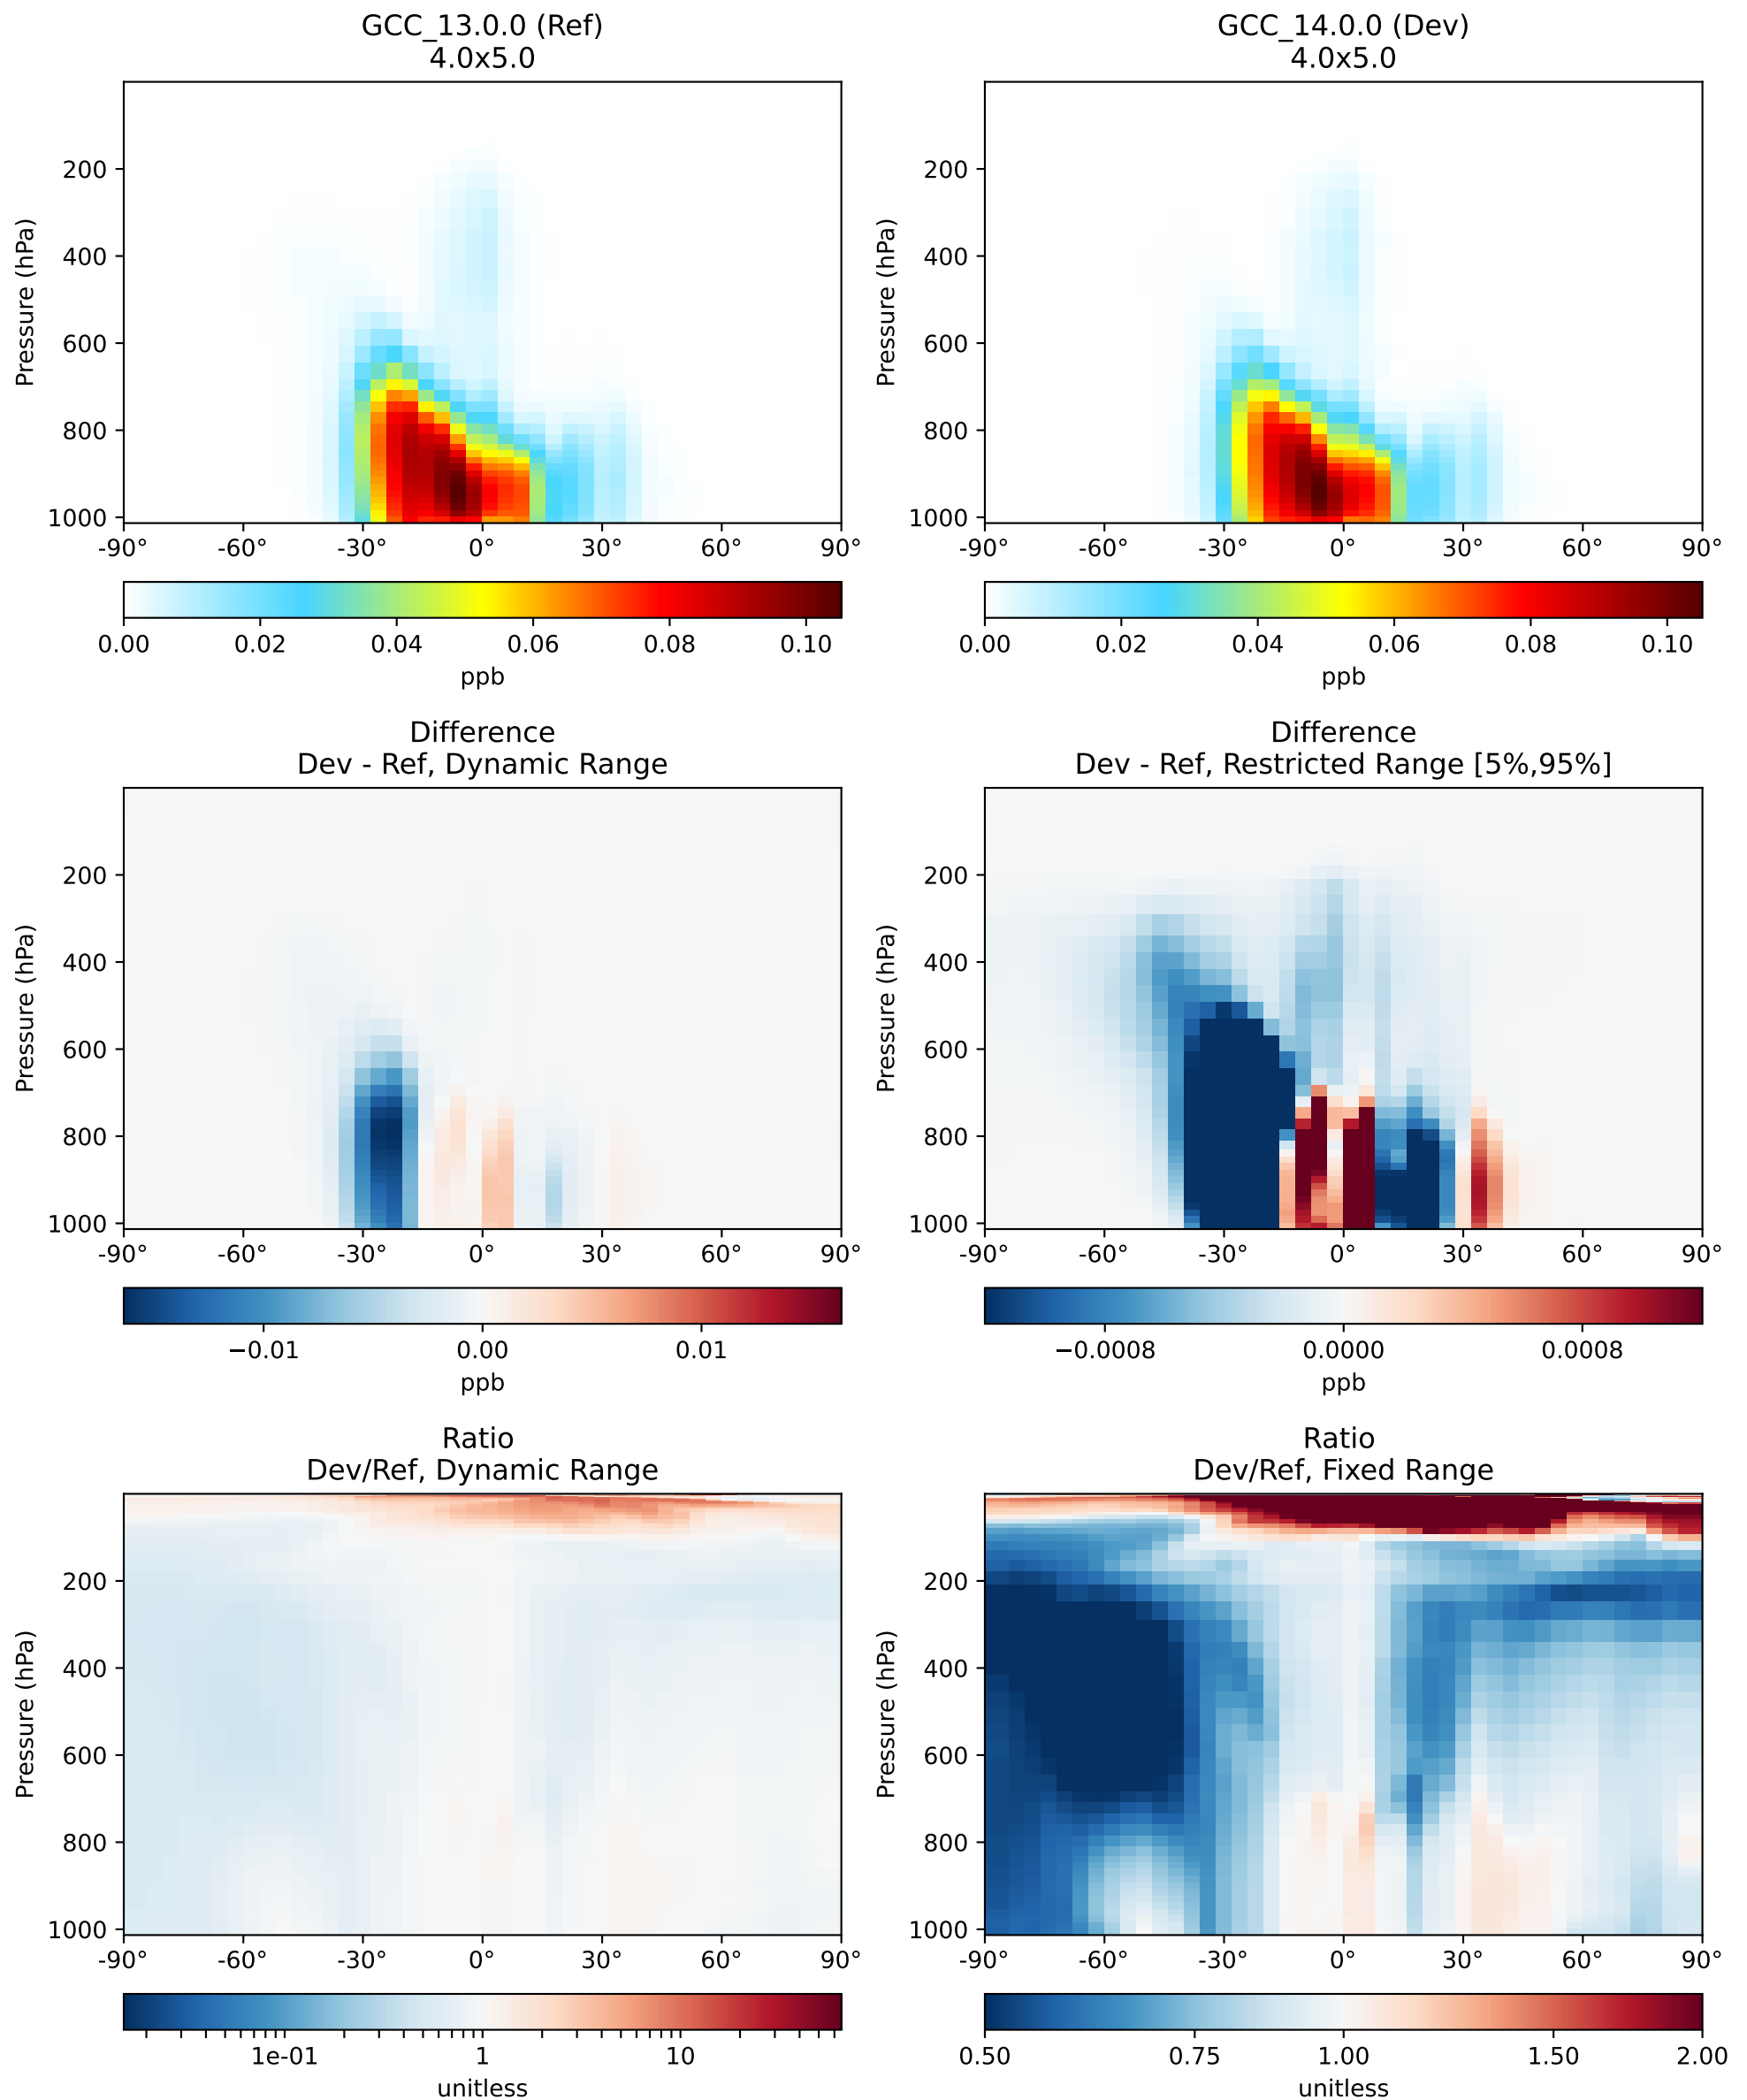 GCC_13.0.0 (Ref)
4.0x5.0
GCC_14.0.0 (Dev)
4.0x5.0
Pressure (hPa)
200
400
600
800
1000
-90° -60° -30° 0° 30° 60° 90°
0.00 0.02 0.04 0.06 0.08 0.10
ppb
Pressure (hPa)
200
400
600
800
1000
-90° -60° -30° 0° 30° 60° 90°
0.00 0.02 0.04 0.06 0.08 0.10
ppb
Difference
Dev - Ref, Dynamic Range
Pressure (hPa)
200
400
600
800
1000
-90° -60° -30° 0° 30° 60° 90°
−0.01 0.00 0.01
ppb
Difference
Dev - Ref, Restricted Range [5%,95%]
Pressure (hPa)
200
400
600
800
1000
-90° -60° -30° 0° 30° 60° 90°
−0.0008 0.0000 0.0008
ppb
Ratio
Dev/Ref, Dynamic Range
Pressure (hPa)
200
400
600
800
1000
-90° -60° -30° 0° 30° 60° 90°
1e-01 1 10
unitless
Ratio
Dev/Ref, Fixed Range
Pressure (hPa)
200
400
600
800
1000
-90° -60° -30° 0° 30° 60° 90°
0.50 0.75 1.00 1.50 2.00
unitless